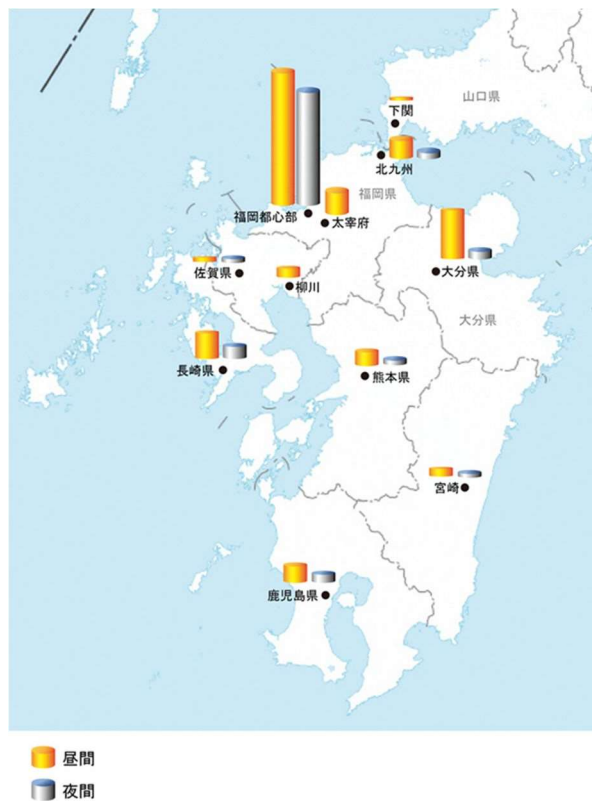 山口県
下関
北九州
福岡県
福岡都心部
太宰府
佐賀県
柳川
大分県
大分県
長崎県
熊本県
宮崎
鹿児島県
昼間
夜間